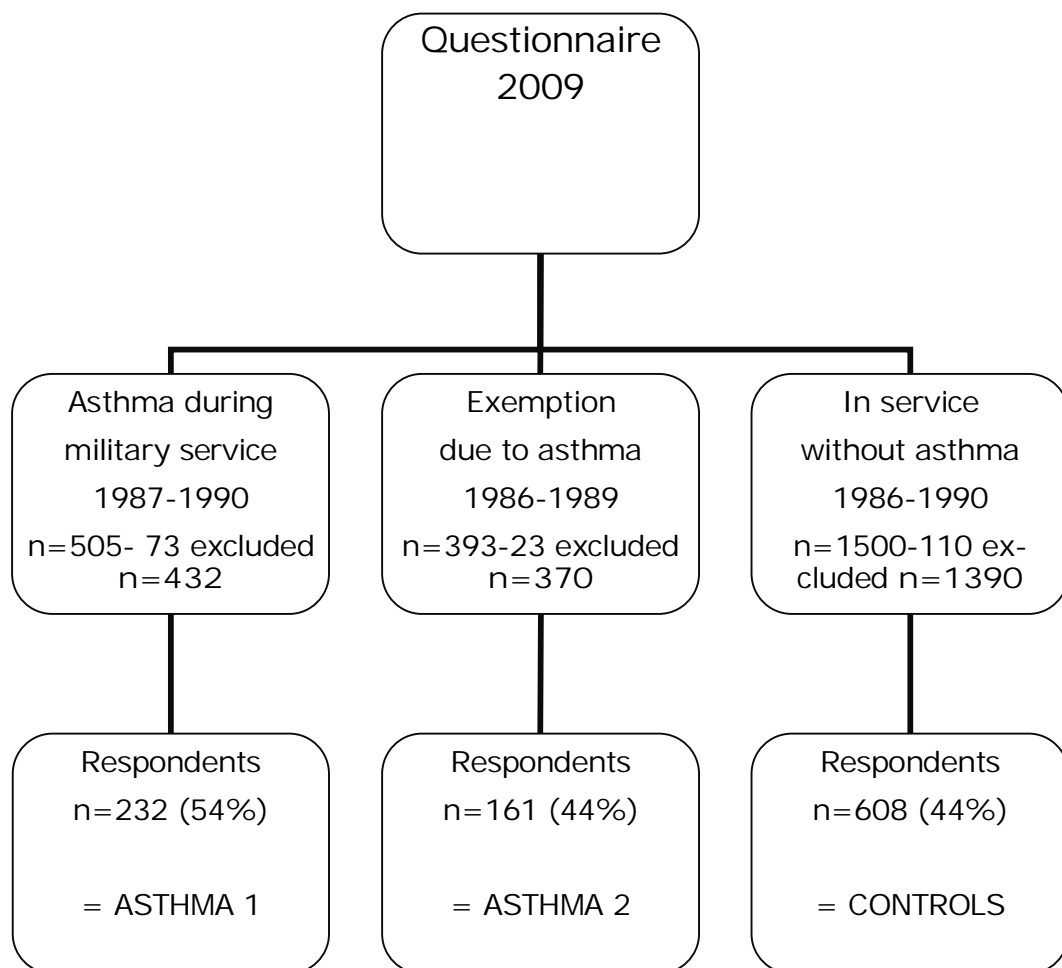 Questionnaire
2009
Asthma during
military service
1987-1990
n=505- 73 excluded
n=432
Exemption
due to asthma
1986-1989
n=393-23 excluded
n=370
In service
without asthma
1986-1990
n=1500-110 ex-
cluded n=1390
Respondents
n=232 (54%)
= ASTHMA 1
Respondents
n=161 (44%)
= ASTHMA 2
Respondents
n=608 (44%)
= CONTROLS